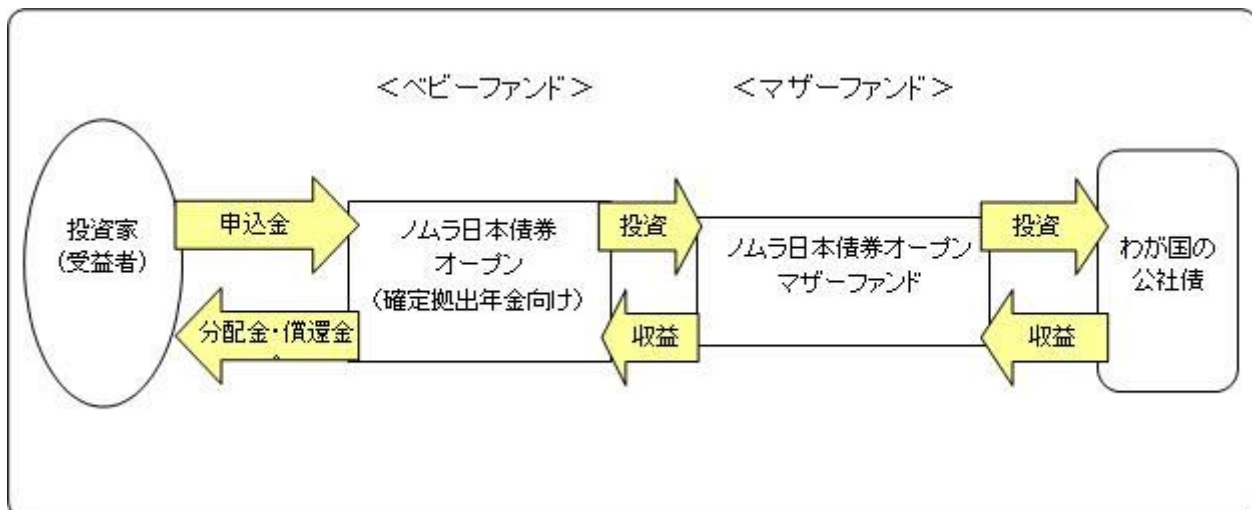 <ベビーファンド>
<マザーファンド>
投資家
(受益者)
申込金
分配金・償還金
ノムラ日本債券
オープン
(確定拠出年金向け)
投資
収益
ノムラ日本債券オープン
マザーファンド
投資
収益
わが国の
公社債